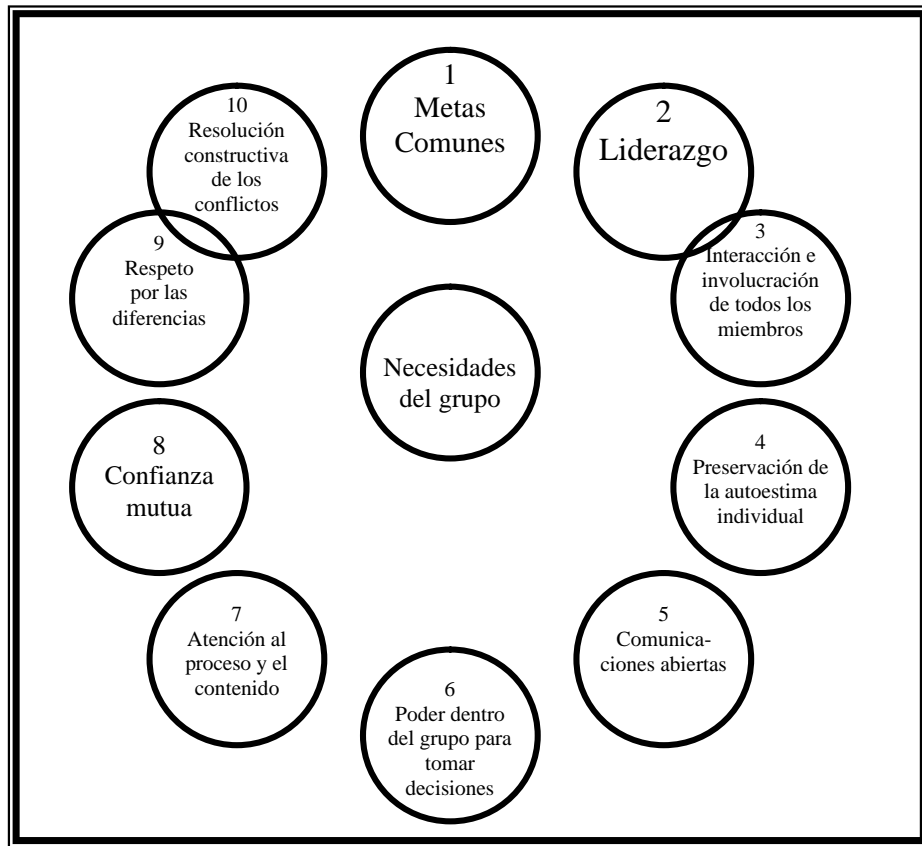 1
Metas
Comunes
2
Liderazgo
3
Interacción e
involucración
de todos los
miembros
4
Preservación de
la autoestima
individual
5
Comunica-
ciones abiertas
6
Poder dentro
del grupo para
tomar
decisiones
7
Atención al
proceso y el
contenido
8
Confianza
mutua
9
Respeto
por las
diferencias
10
Resolución
constructiva
de los
conflictos
Necesidades
del grupo